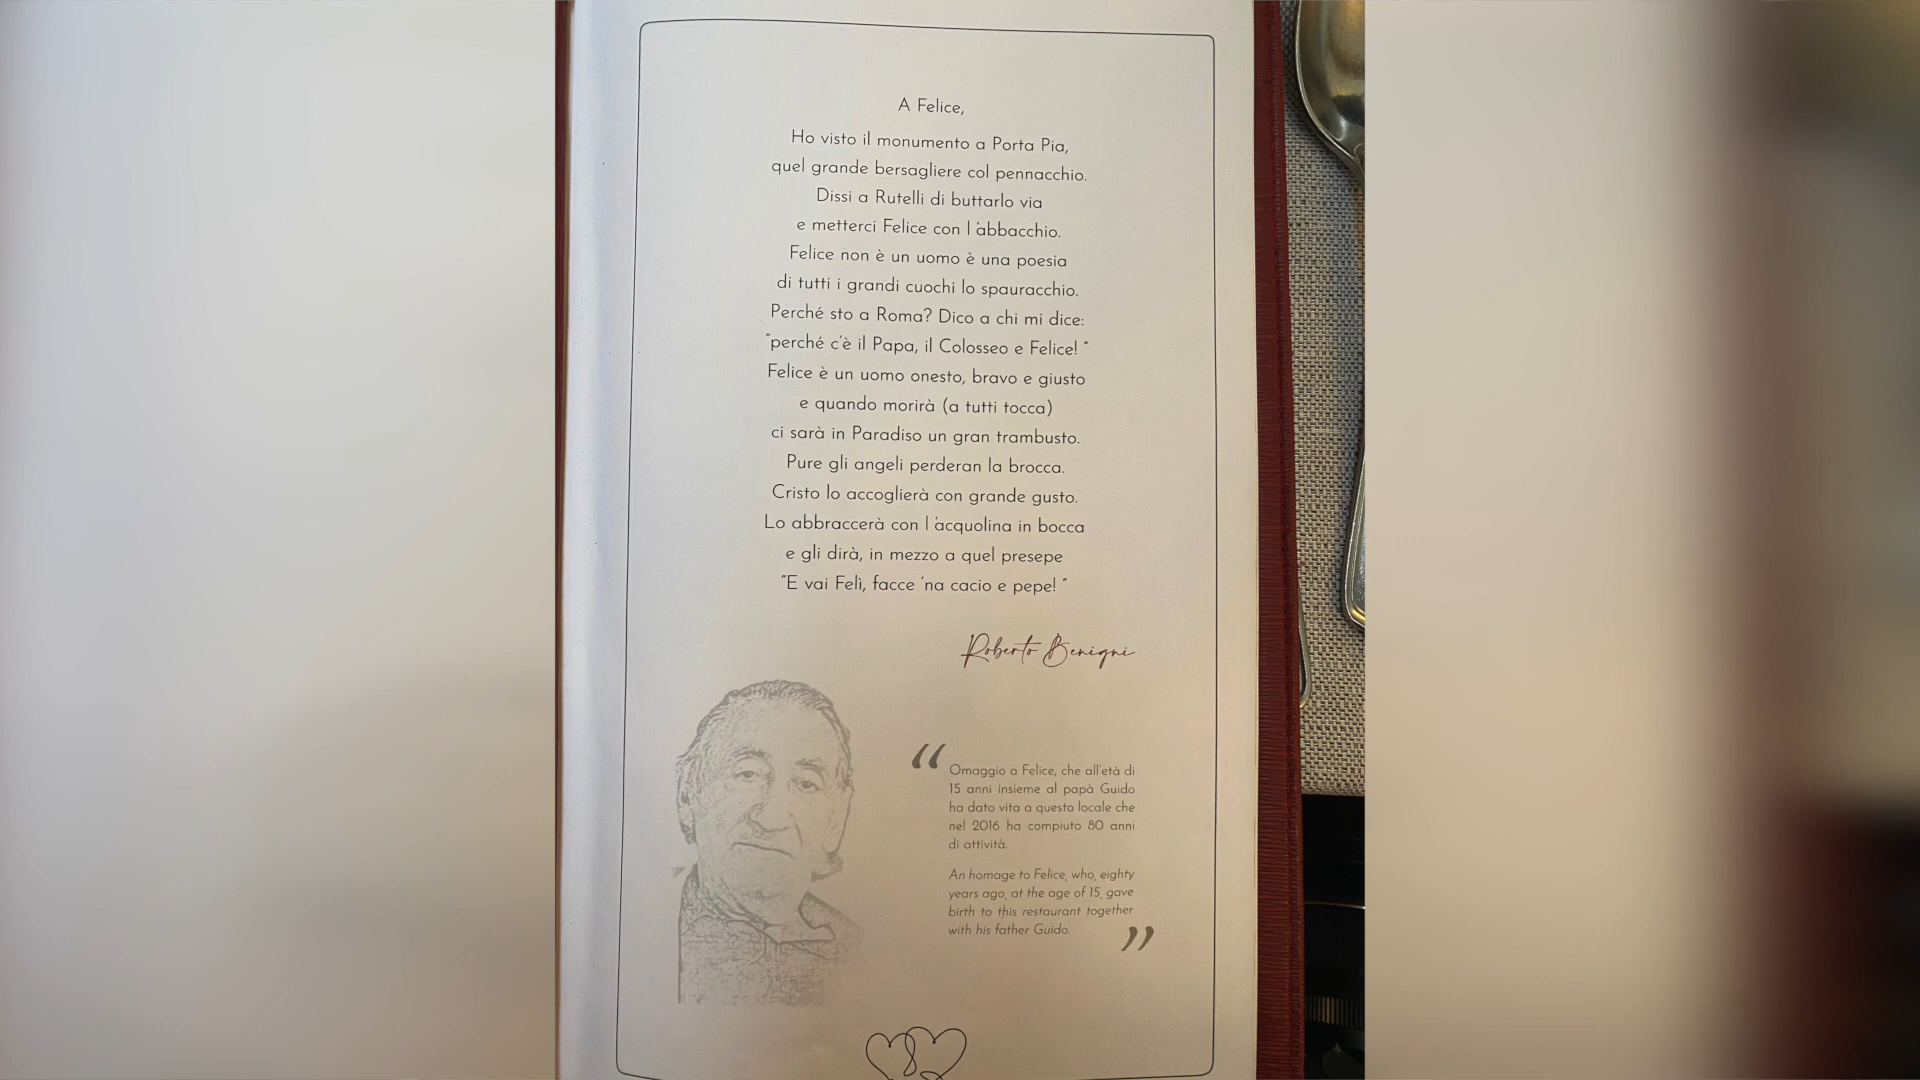 A Felice,
Ho visto il monumento a Porta Pia,
quel grande bersagliere col pennacchio.
Dissi a Rutelli di buttarlo via
e metterci Felice con l'abbacchio.
Felice non è un uomo è una poesia
di tutti i grandi cuochi lo spauracchio.
Perché sto a Roma? Dico a chi mi dice:
“perché c'è il Papa, il Colosseo e Felice! “
Felice è un uomo onesto, bravo e giusto
e quando morirà (a tutti tocca)
ci sarà in Paradiso un gran trambusto.
Pure gli angeli perderan la brocca.
Cristo lo accoglierà con grande gusto.
Lo abbraccerà con l'acquolina in bocca
e gli dirà, in mezzo a quel presepe
“E vai Felì, facce 'na cacio e pepe! “
Roberto Benigni
“ Omaggio a Felice, che all'età di
15 anni insieme al papà Guido
ha dato vita a questo locale che
nel 2016 ha compiuto 80 anni
di attività.
An homage to Felice, who, eighty
years ago, at the age of 15, gave
birth to this restaurant together
with his father Guido. ”